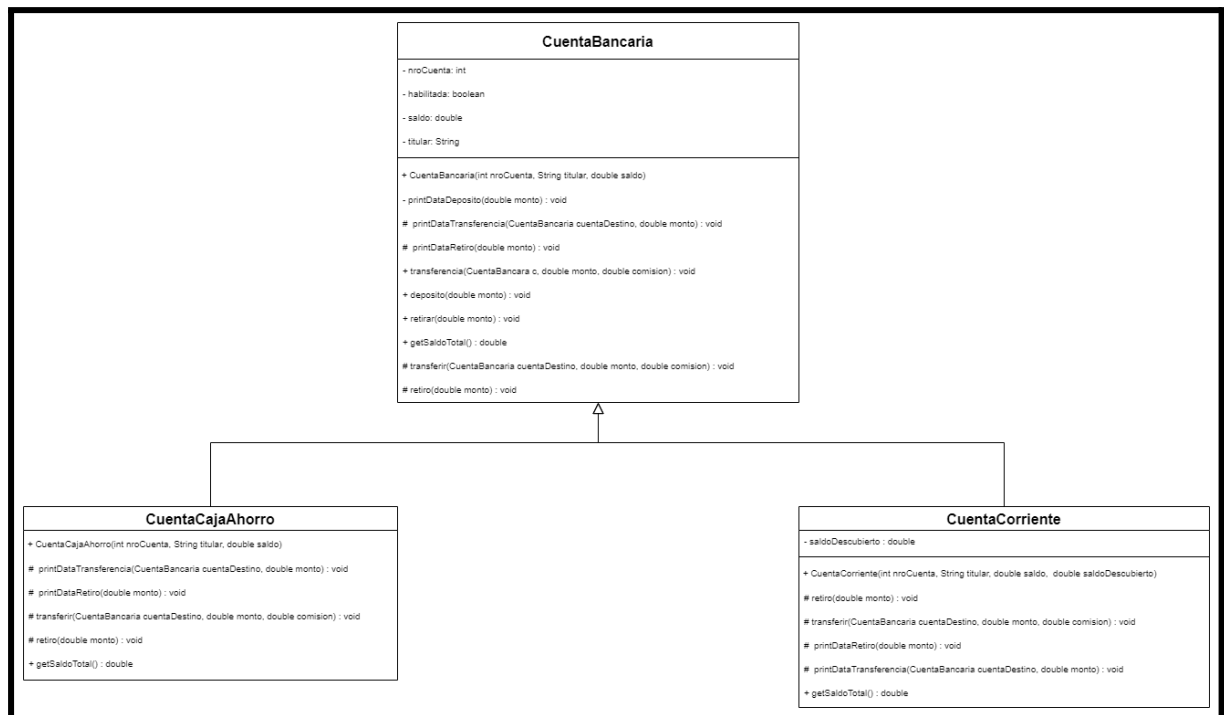 CuentaBancaria
- nroCuenta: int
- habilitada: boolean
- saldo: double
- titular: String
+ CuentaBancaria(int nroCuenta, String titular, double saldo)
- printDataDeposito(double monto) : void
# printDataTransferencia(CuentaBancaria cuentaDestino, double monto) : void
# printDataRetiro(double monto) : void
+ transferencia(CuentaBancara c, double monto, double comision) : void
+ deposito(double monto) : void
+ retirar(double monto) : void
+ getSaldoTotal() : double
# transferir(CuentaBancaria cuentaDestino, double monto, double comision) : void
# retiro(double monto) : void
CuentaCajaAhorro
+ CuentaCajaAhorro(int nroCuenta, String titular, double saldo)
# printDataTransferencia(CuentaBancaria cuentaDestino, double monto) : void
# printDataRetiro(double monto) : void
# transferir(CuentaBancaria cuentaDestino, double monto, double comision) : void
# retiro(double monto) : void
+ getSaldoTotal() : double
CuentaCorriente
- saldoDescubierto : double
+ CuentaCorriente(int nroCuenta, String titular, double saldo, double saldoDescubierto)
# retiro(double monto) : void
# transferir(CuentaBancaria cuentaDestino, double monto, double comision) : void
# printDataRetiro(double monto) : void
# printDataTransferencia(CuentaBancaria cuentaDestino, double monto) : void
+ getSaldoTotal() : double